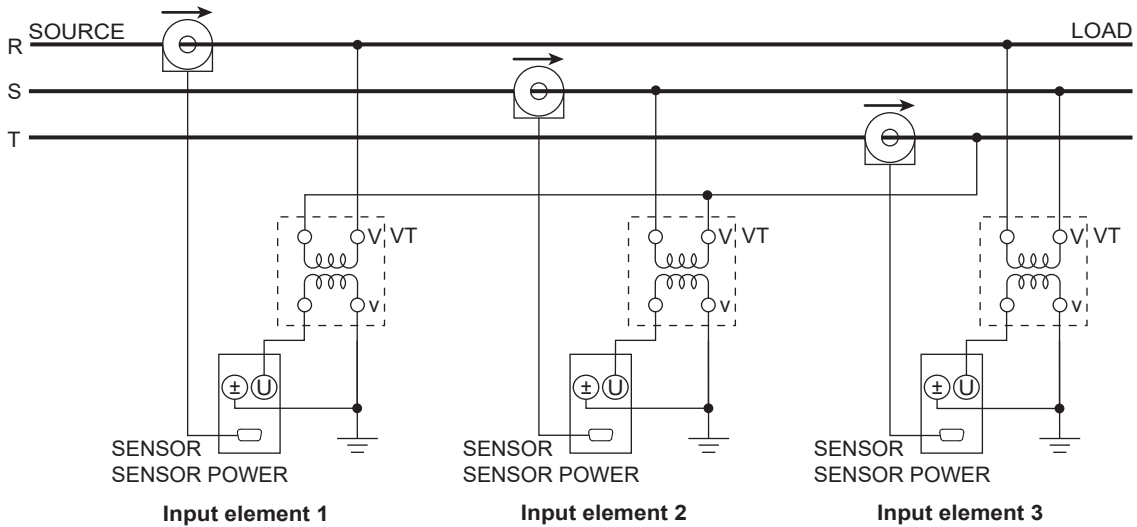 SOURCE
LOAD
R
S
T
V VT
V VT
V VT
v
v
v
± U
± U
± U
SENSOR
SENSOR POWER
SENSOR
SENSOR POWER
SENSOR
SENSOR POWER
Input element 1
Input element 2
Input element 3